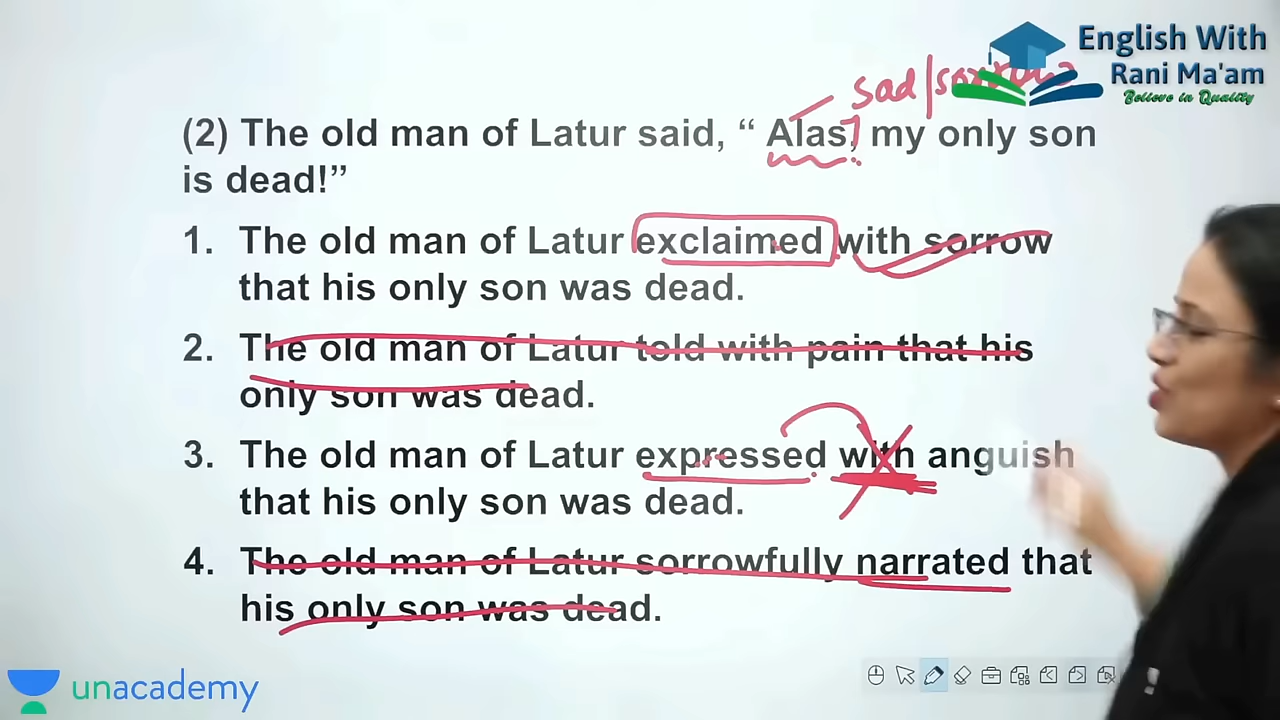 English With
Rani Ma'am
Believe in Quality
sad/sorrow
(2) The old man of Latur said, “ Alas, my only son
is dead!”
1. The old man of Latur exclaimed with sorrow
that his only son was dead.
2. The old man of Latur told with pain that his
only son was dead.
3. The old man of Latur expressed with anguish
that his only son was dead.
4. The old man of Latur sorrowfully narrated that
his only son was dead.
unacademy